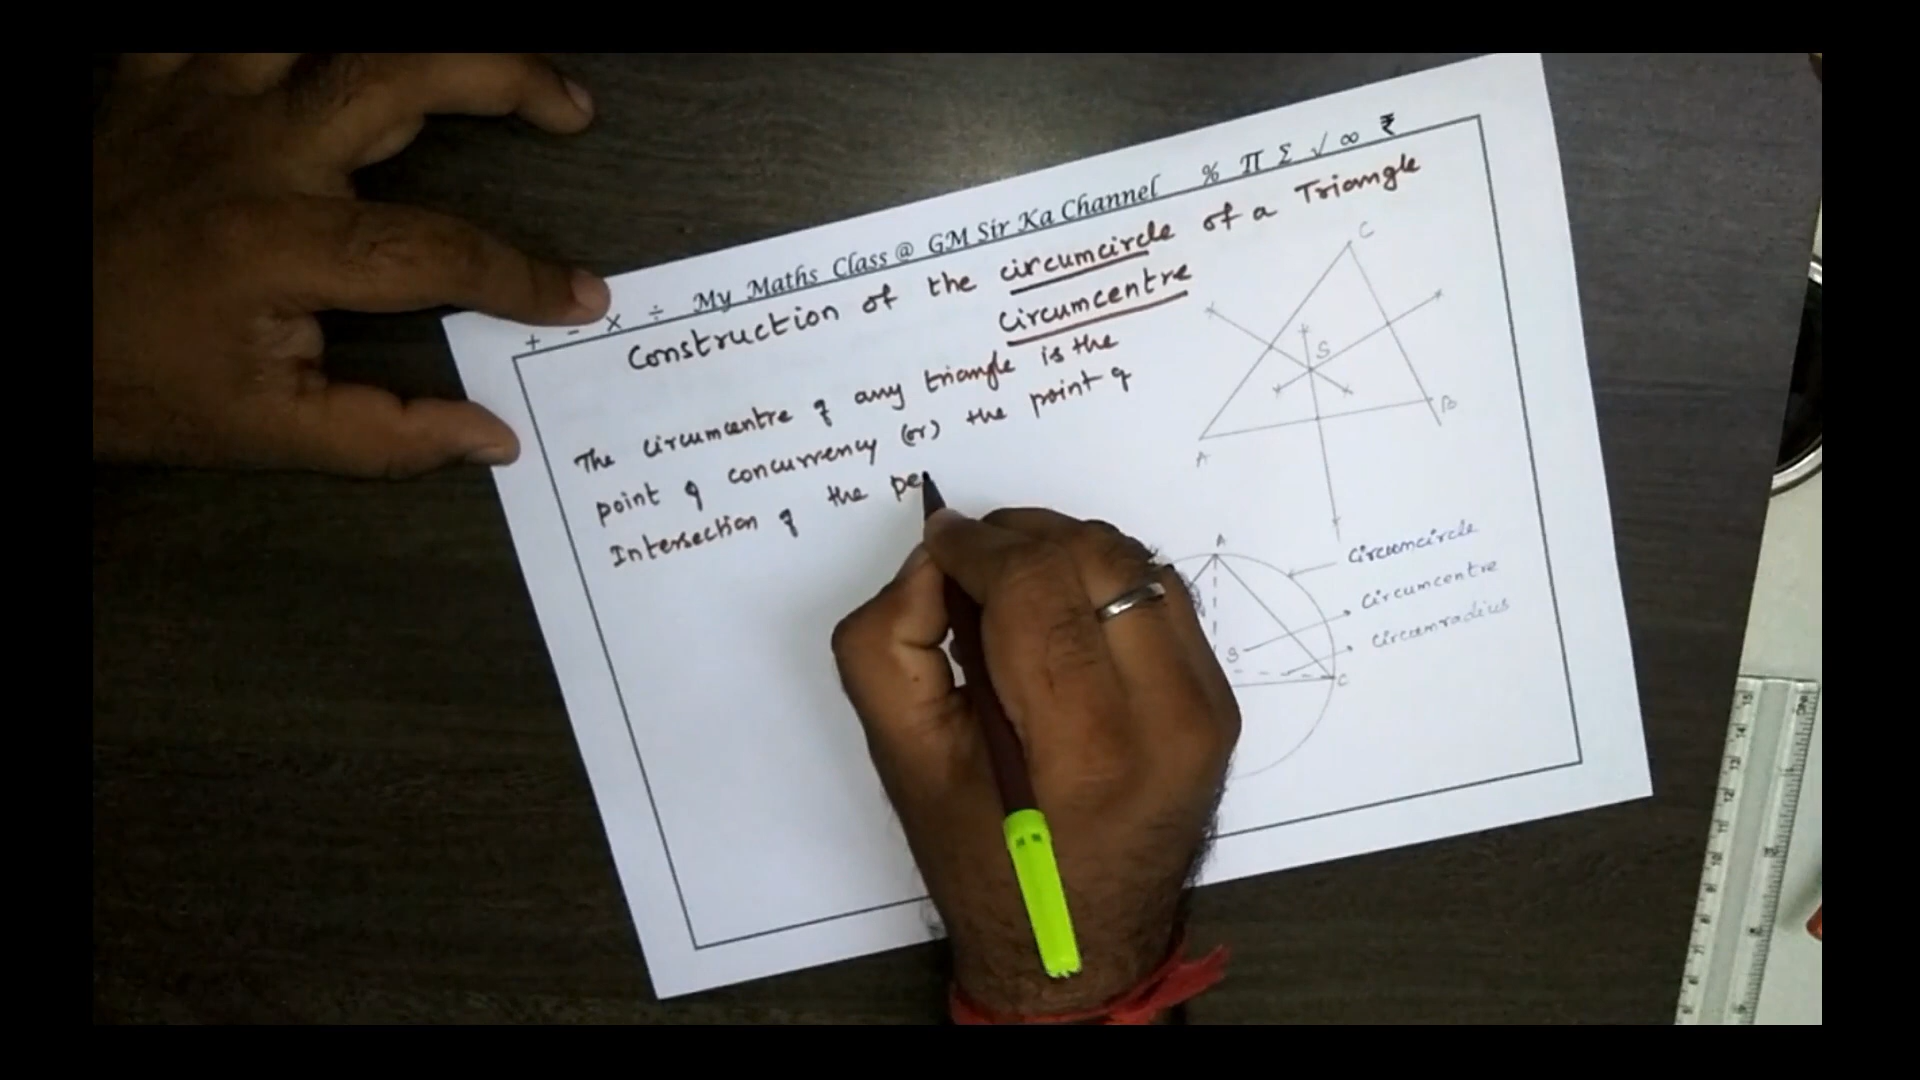 + - × ÷ My Maths Class @ GM Sir Ka Channel % Π Σ √ ∞ ₹
Construction of the circumcircle of a Triangle
circumcentre
The circumcentre of any triangle is the
point of concurrency (or) the point of
Intersection of the pe
C
S
B
A
A
Circumcircle
Circumcentre
Circumradius
S
C